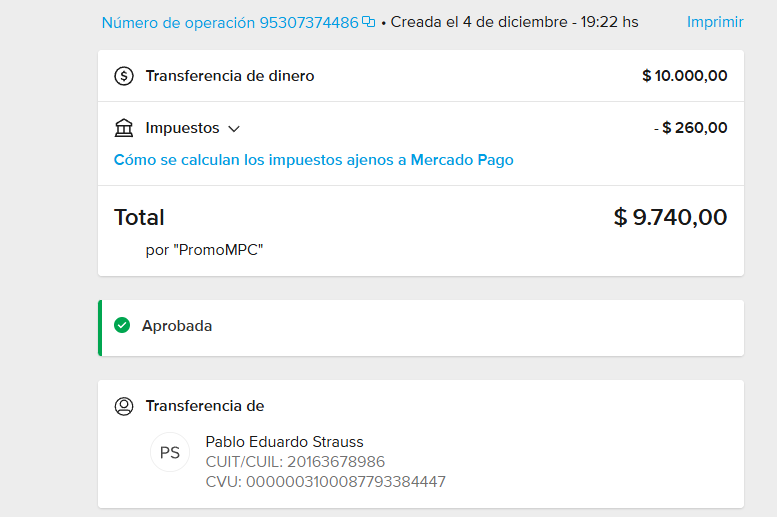 Número de operación 95307374486 • Creada el 4 de diciembre - 19:22 hs Imprimir
Transferencia de dinero $ 10.000,00
Impuestos - $ 260,00
Cómo se calculan los impuestos ajenos a Mercado Pago
Total $ 9.740,00
por "PromoMPC"
Aprobada
Transferencia de
PS Pablo Eduardo Strauss
CUIT/CUIL: 20163678986
CVU: 0000003100087793384447